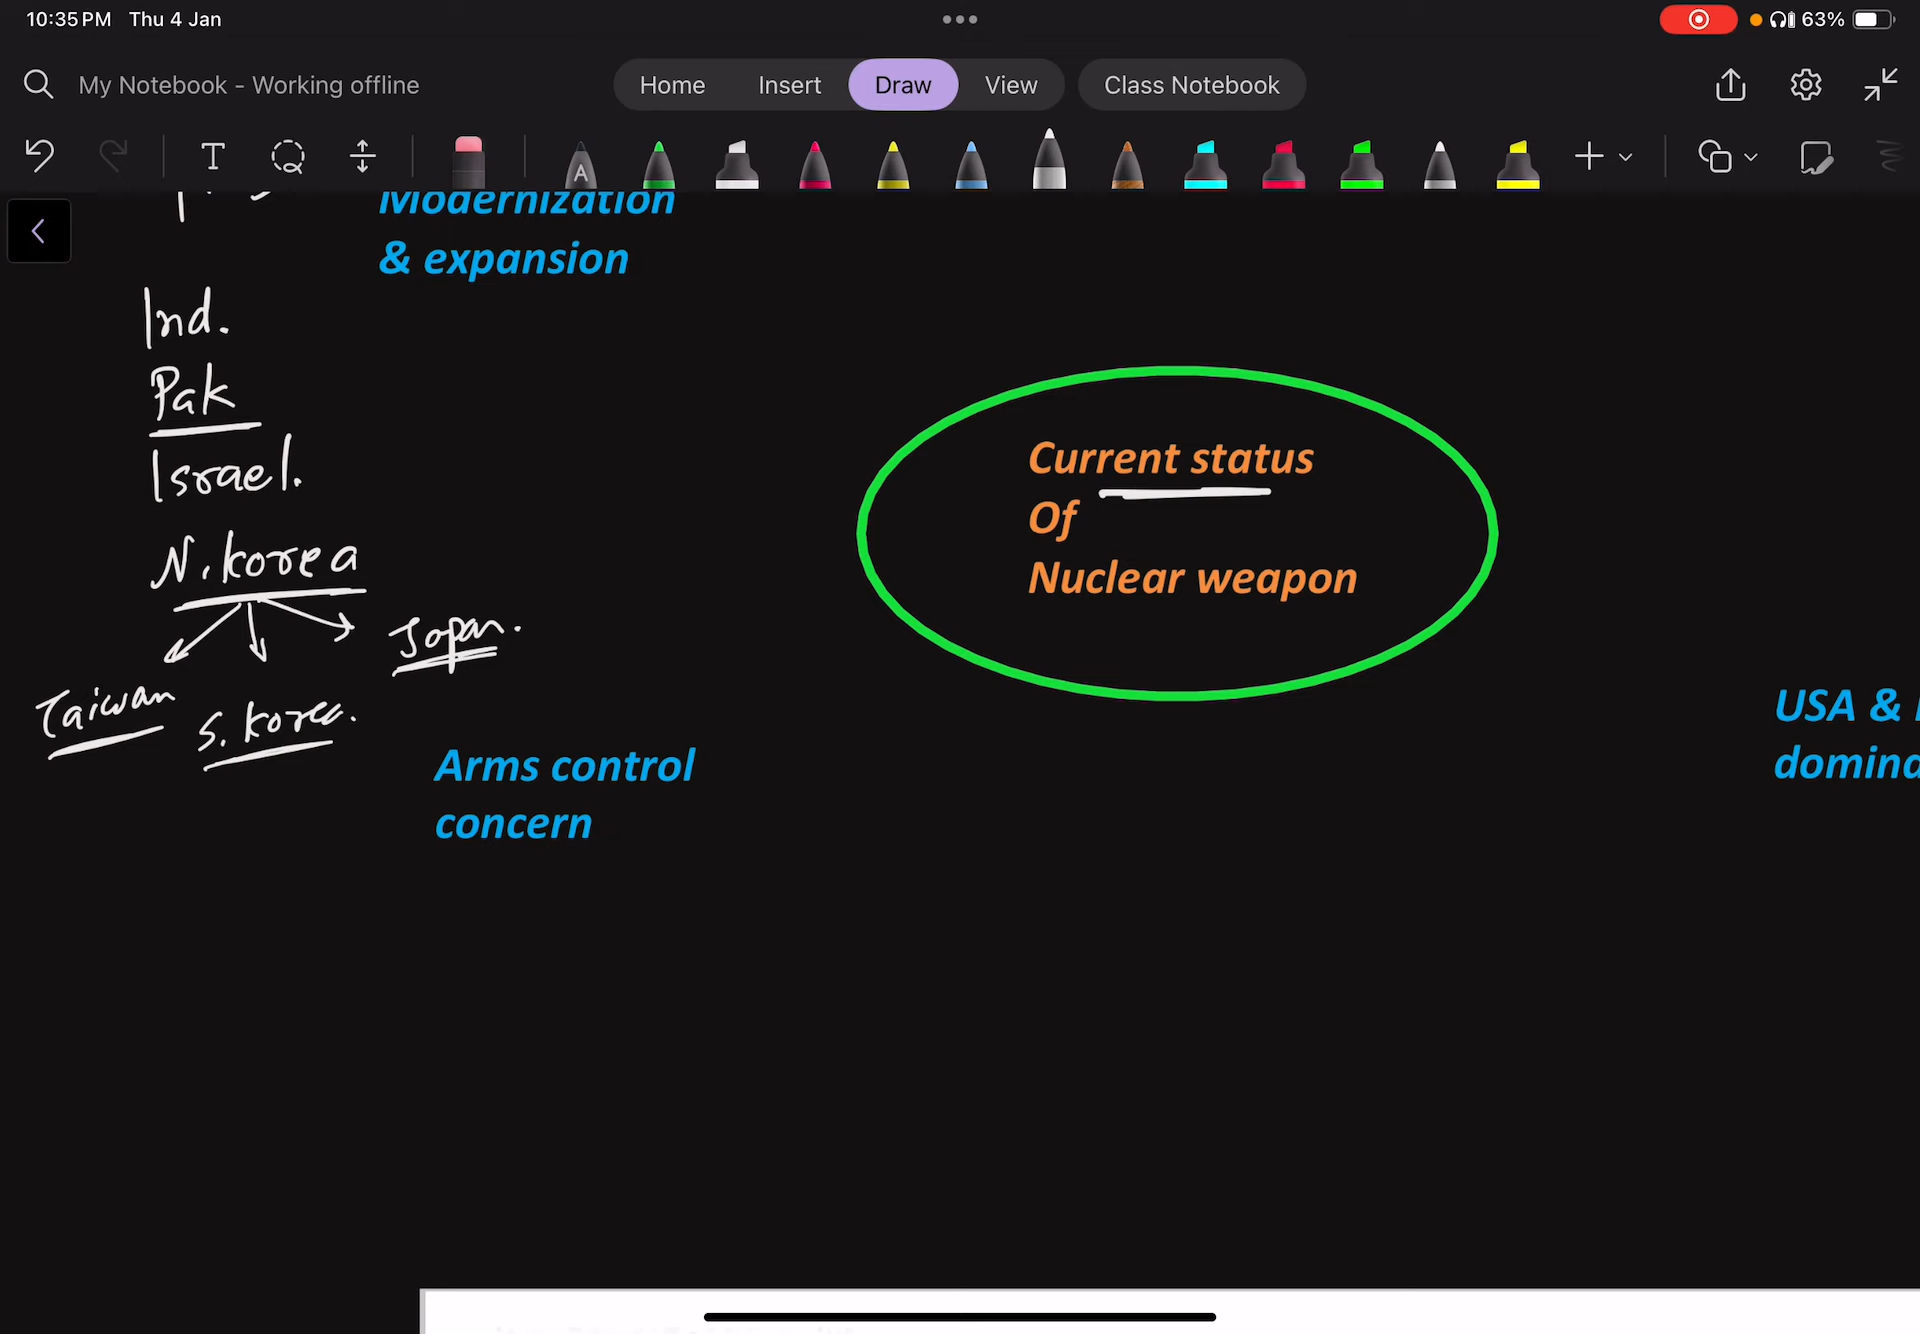 10:35 PM Thu 4 Jan
63%
My Notebook - Working offline
Home Insert Draw View Class Notebook
T
A
Modernization
& expansion
Ind.
Pak
Israel.
N. Korea
Japan.
Taiwan
S. Korea.
Current status
Of
Nuclear weapon
Arms control
concern
USA &